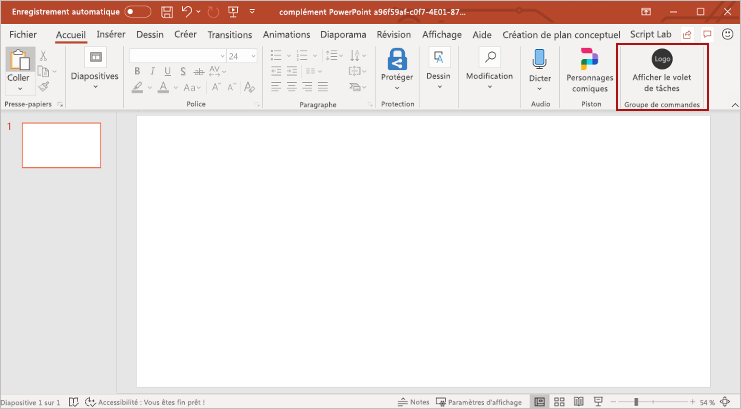 Enregistrement automatique
complément PowerPoint a96f59af-c0f7-4E01-87...
Fichier Accueil Insérer Dessin Créer Transitions Animations Diaporama Révision Affichage Aide Création de plan conceptuel Script Lab
24
B I U S ab AV
A Aa A A A
Coller
Diapositives
Protéger
Dessin
Modification
Dicter
Personnages
comiques
Logo
Afficher le volet
de tâches
Presse-papiers
Police
Paragraphe
Protection
Audio
Piston
Groupe de commandes
1
Diapositive 1 sur 1
Accessibilité : Vous êtes fin prêt !
Notes
Paramètres d'affichage
54 %